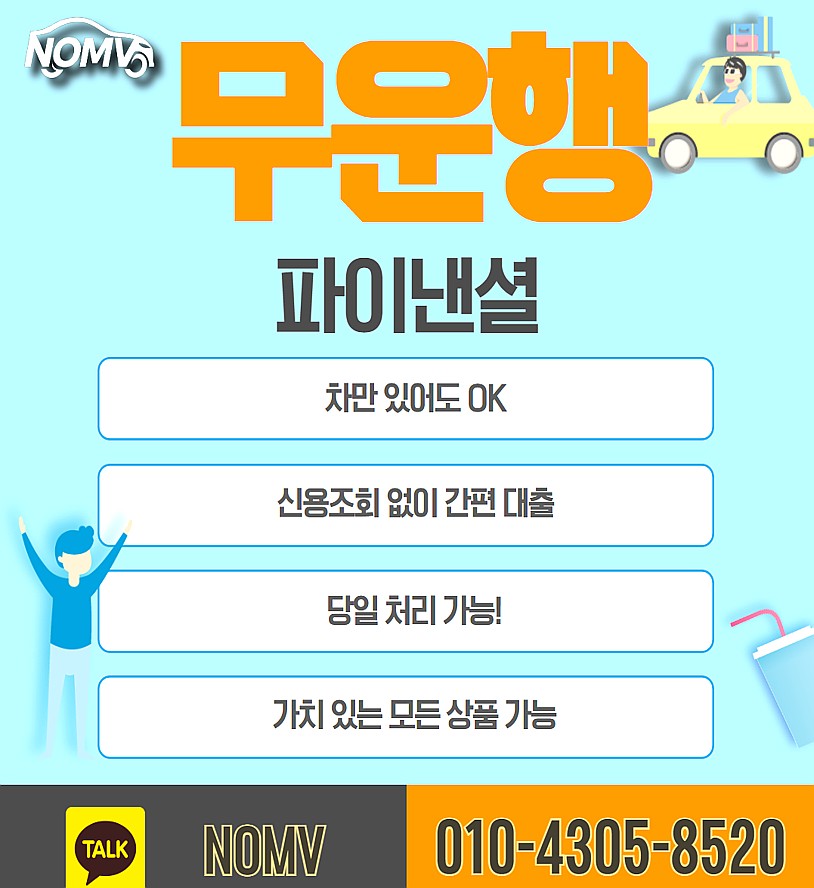 NOMV
무운행
파이낸셜
차만 있어도 OK
신용조회 없이 간편 대출
당일 처리 가능!
가치 있는 모든 상품 가능
TALK
NOMV
010-4305-8520